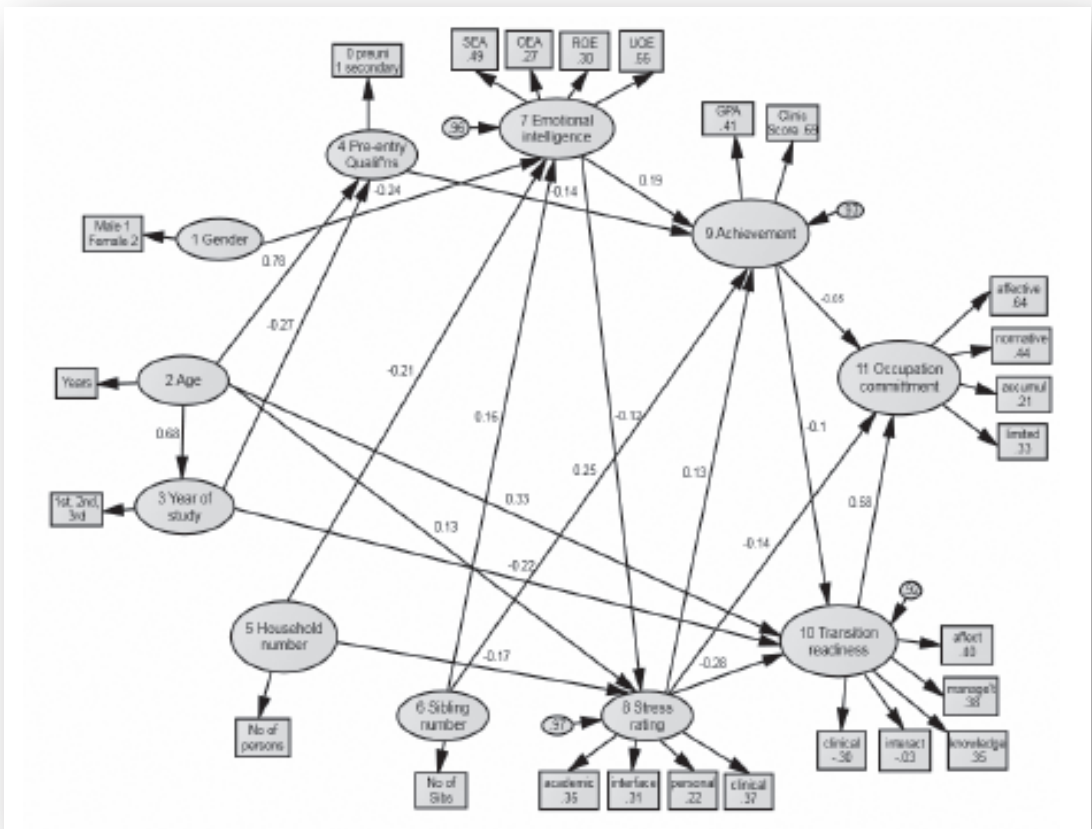 0 preuni
1 secondary
SEA
.49
OEA
.27
ROE
.30
UOE
.55
7 Emotional
intelligence
.96
4 Pre-entry
Qualif'ns
GPA
.41
Clinic
Score .69
Male 1
Female 2
1 Gender
-0.24
-0.14
0.19
9 Achievement
0.78
-0.27
-0.05
affective
.64
normative
.44
accumul
.21
limited
.33
11 Occupation
committment
Years
2 Age
-0.21
0.68
0.16
-0.12
-0.1
0.25
0.13
1st, 2nd,
3rd
3 Year of
study
0.33
0.58
0.13
-0.14
-0.22
5 Household
number
-0.17
-0.28
10 Transition
readiness
affect
manage't
.38
knowledge
.35
interact
-.03
clinical
-.30
6 Sibling
number
8 Stress
rating
.97
No of
persons
No of
Sibs
academic
.35
interface
.31
personal
.22
clinical
.37